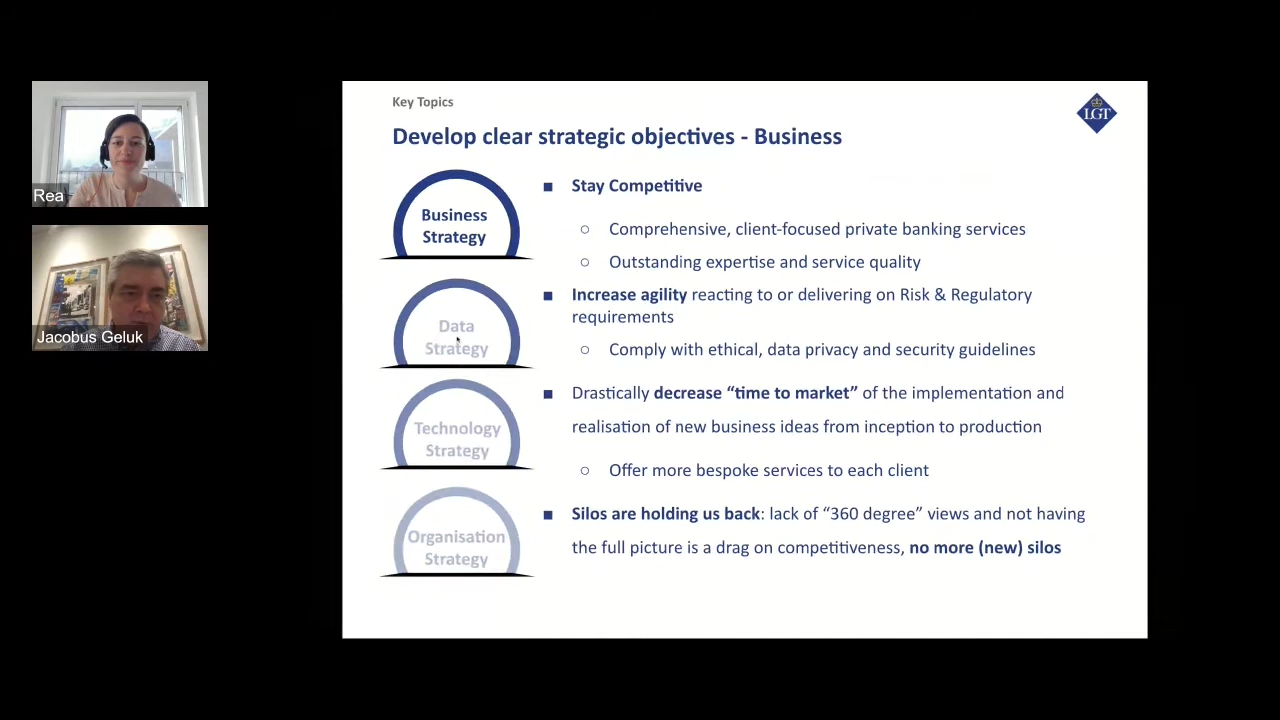 Rea
Jacobus Geluk
Key Topics
LGT
Develop clear strategic objectives - Business
Business
Strategy
Data
Strategy
Technology
Strategy
Organisation
Strategy
■ Stay Competitive
○ Comprehensive, client-focused private banking services
○ Outstanding expertise and service quality
■ Increase agility reacting to or delivering on Risk & Regulatory
requirements
○ Comply with ethical, data privacy and security guidelines
■ Drastically decrease “time to market” of the implementation and
realisation of new business ideas from inception to production
○ Offer more bespoke services to each client
■ Silos are holding us back: lack of “360 degree” views and not having
the full picture is a drag on competitiveness, no more (new) silos